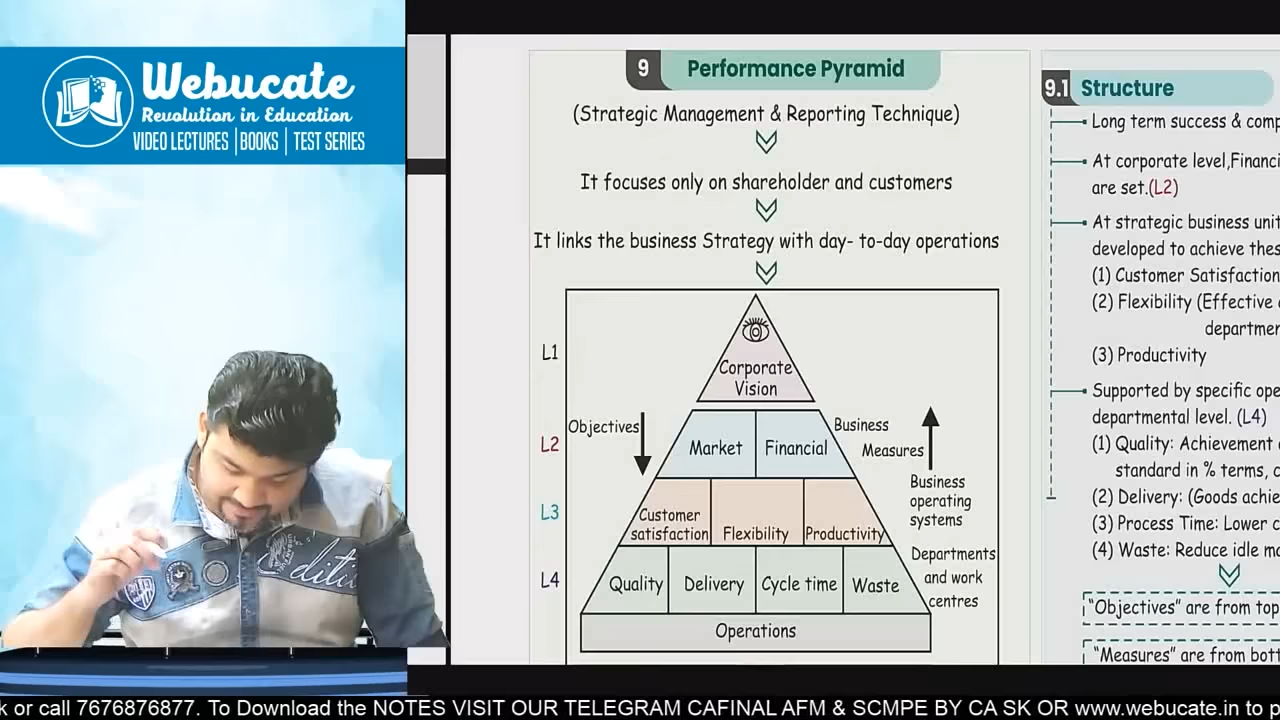 Webucate
Revolution in Education
VIDEO LECTURES | BOOKS | TEST SERIES
9 Performance Pyramid
(Strategic Management & Reporting Technique)
It focuses only on shareholder and customers
It links the business Strategy with day- to-day operations
L1
Corporate
Vision
Objectives
L2
Market
Financial
Business
Measures
L3
Customer
satisfaction
Flexibility
Productivity
Business
operating
systems
L4
Quality
Delivery
Cycle time
Waste
Departments
and work
centres
Operations
9.1 Structure
Long term success &
At corporate level,
are set.(L2)
At strategic business unit
developed to achieve
(1) Customer Satisfaction
(2) Flexibility (Effective
(3) Productivity
Supported by specific
departmental level. (L4)
(1) Quality: Achievement
standard in % terms,
(2) Delivery: (Goods
(3) Process Time: Lower
(4) Waste: Reduce idle
"Objectives" are from top
"Measures" are from
or call 7676876877. To Download the NOTES VISIT OUR TELEGRAM CAFINAL AFM & SCMPE BY CA SK OR www.webucate.in to